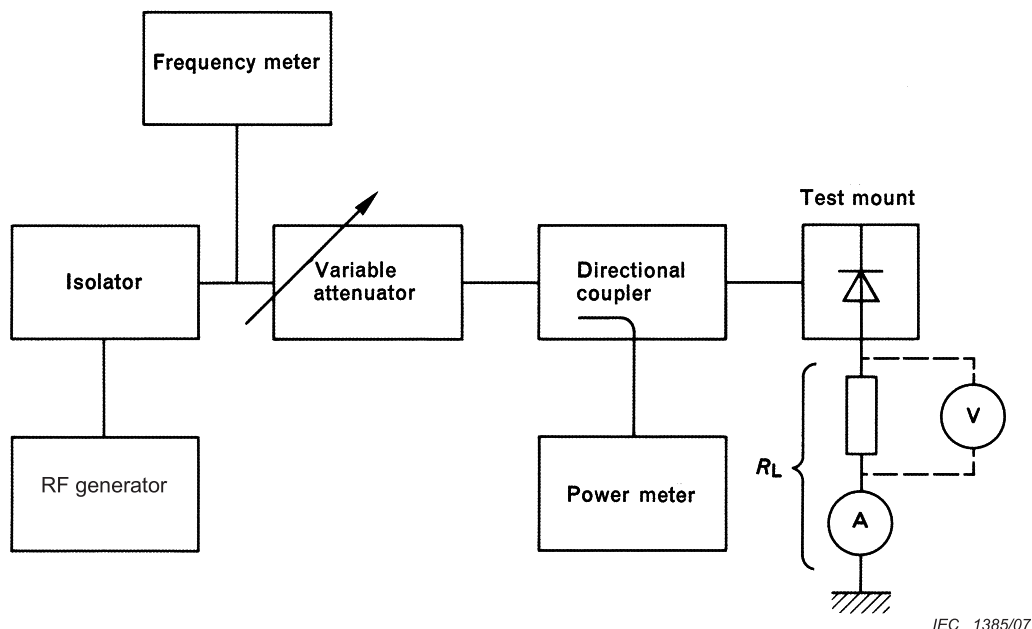 Frequency meter
Test mount
Isolator
Variable
attenuator
Directional
coupler
RF generator
Power meter
RL
V
A
IEC 1385/07